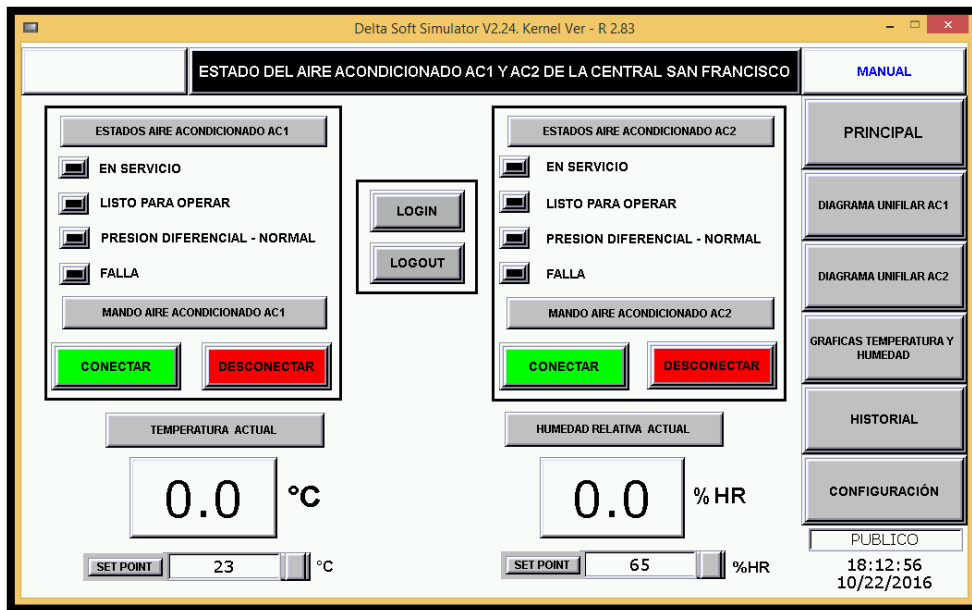 Delta Soft Simulator V2.24. Kernel Ver - R 2.83
ESTADO DEL AIRE ACONDICIONADO AC1 Y AC2 DE LA CENTRAL SAN FRANCISCO
MANUAL
ESTADOS AIRE ACONDICIONADO AC1
EN SERVICIO
LISTO PARA OPERAR
PRESION DIFERENCIAL - NORMAL
FALLA
MANDO AIRE ACONDICIONADO AC1
CONECTAR
DESCONECTAR
LOGIN
LOGOUT
ESTADOS AIRE ACONDICIONADO AC2
EN SERVICIO
LISTO PARA OPERAR
PRESION DIFERENCIAL - NORMAL
FALLA
MANDO AIRE ACONDICIONADO AC2
CONECTAR
DESCONECTAR
TEMPERATURA ACTUAL
0.0 °C
SET POINT 23 °C
HUMEDAD RELATIVA ACTUAL
0.0 % HR
SET POINT 65 %HR
PRINCIPAL
DIAGRAMA UNIFILAR AC1
DIAGRAMA UNIFILAR AC2
GRAFICAS TEMPERATURA Y
HUMEDAD
HISTORIAL
CONFIGURACIÓN
PUBLICO
18:12:56
10/22/2016